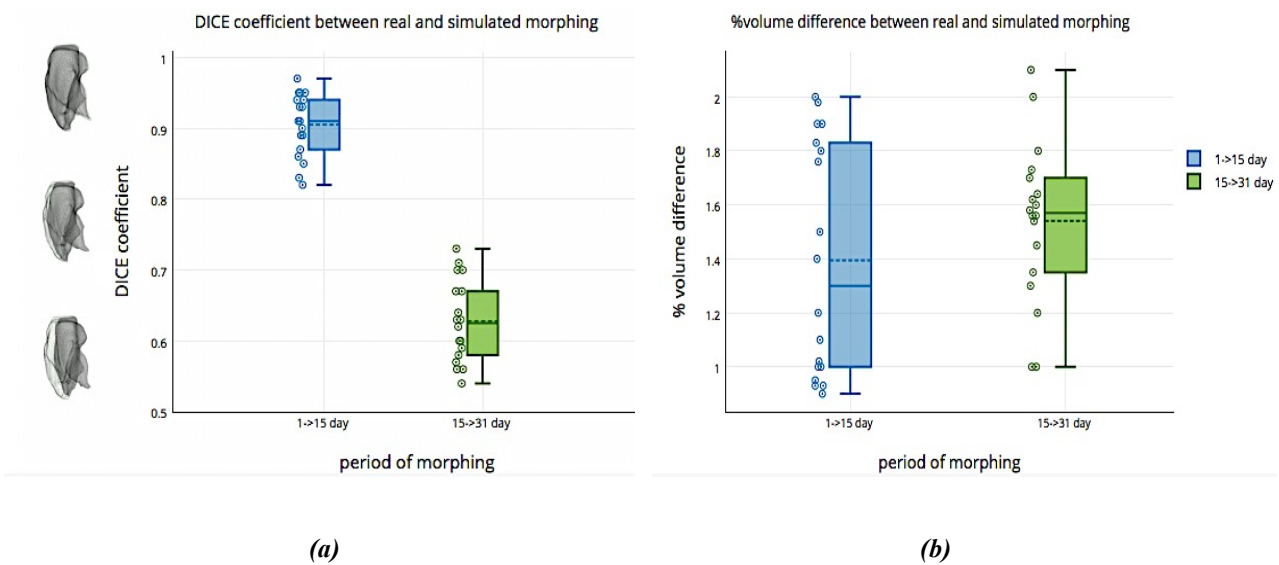 DICE coefficient between real and simulated morphing
DICE coefficient
1
0.9
0.8
0.7
0.6
0.5
1->15 day
15->31 day
period of morphing
(a)
%volume difference between real and simulated morphing
% volume difference
2
1.8
1.6
1.4
1.2
1
1->15 day
15->31 day
period of morphing
1->15 day
15->31 day
(b)